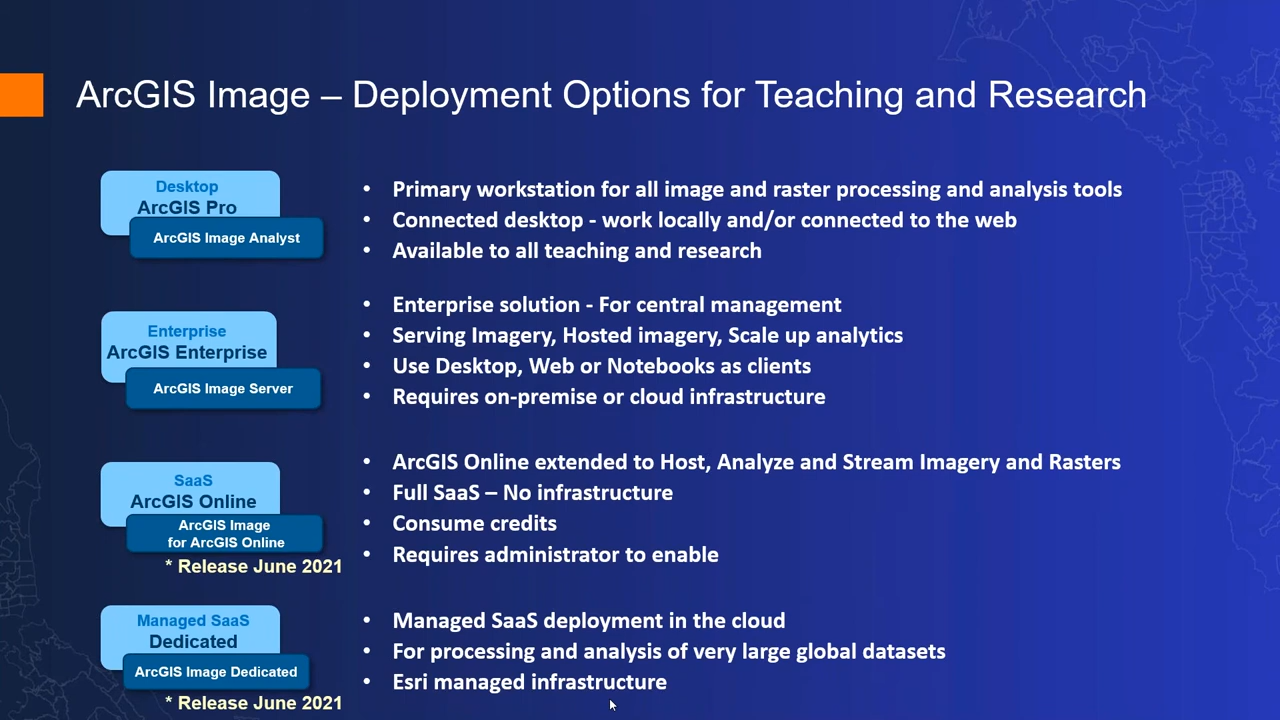 ArcGIS Image – Deployment Options for Teaching and Research
Desktop
ArcGIS Pro
ArcGIS Image Analyst
• Primary workstation for all image and raster processing and analysis tools
• Connected desktop - work locally and/or connected to the web
• Available to all teaching and research
Enterprise
ArcGIS Enterprise
ArcGIS Image Server
• Enterprise solution - For central management
• Serving Imagery, Hosted imagery, Scale up analytics
• Use Desktop, Web or Notebooks as clients
• Requires on-premise or cloud infrastructure
SaaS
ArcGIS Online
ArcGIS Image
for ArcGIS Online
* Release June 2021
• ArcGIS Online extended to Host, Analyze and Stream Imagery and Rasters
• Full SaaS – No infrastructure
• Consume credits
• Requires administrator to enable
Managed SaaS
Dedicated
ArcGIS Image Dedicated
* Release June 2021
• Managed SaaS deployment in the cloud
• For processing and analysis of very large global datasets
• Esri managed infrastructure